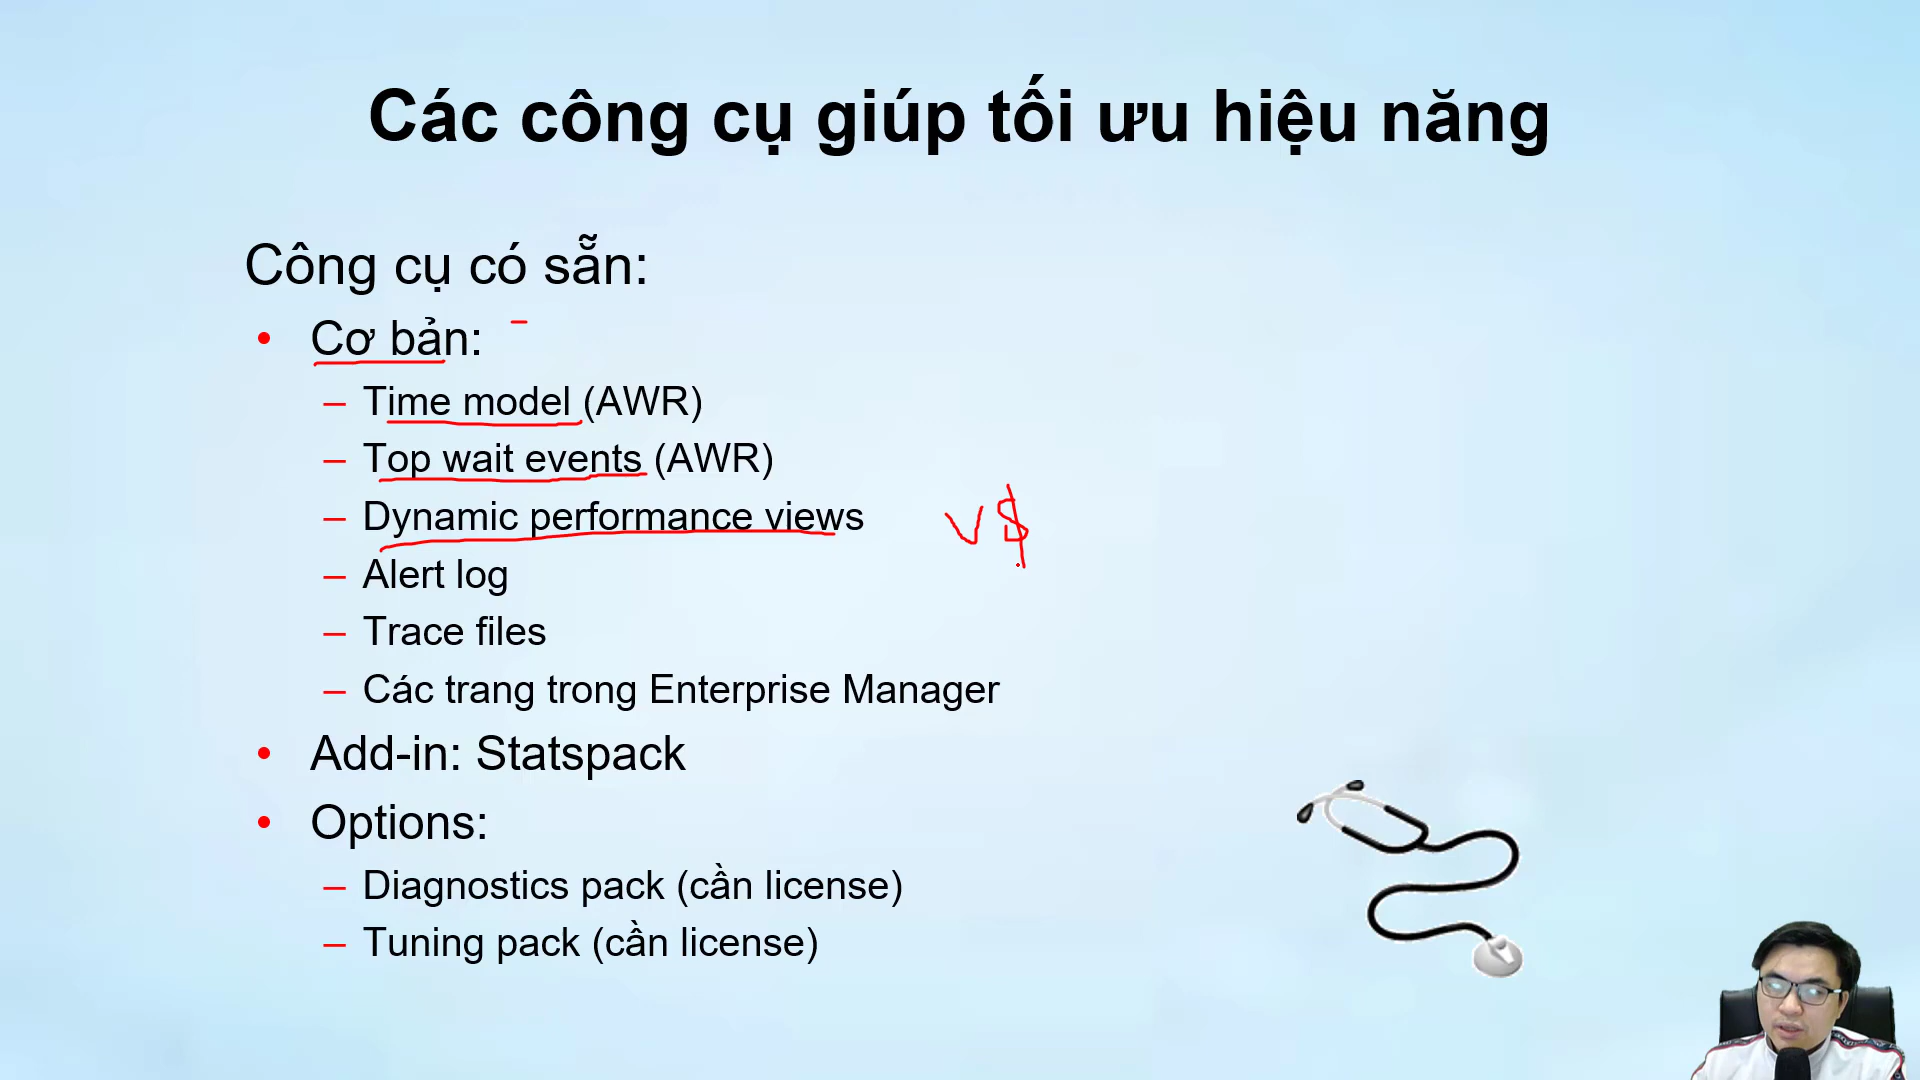 Các công cụ giúp tối ưu hiệu năng
Công cụ có sẵn:
• Cơ bản:
– Time model (AWR)
– Top wait events (AWR)
– Dynamic performance views V$
– Alert log
– Trace files
– Các trang trong Enterprise Manager
• Add-in: Statspack
• Options:
– Diagnostics pack (cần license)
– Tuning pack (cần license)